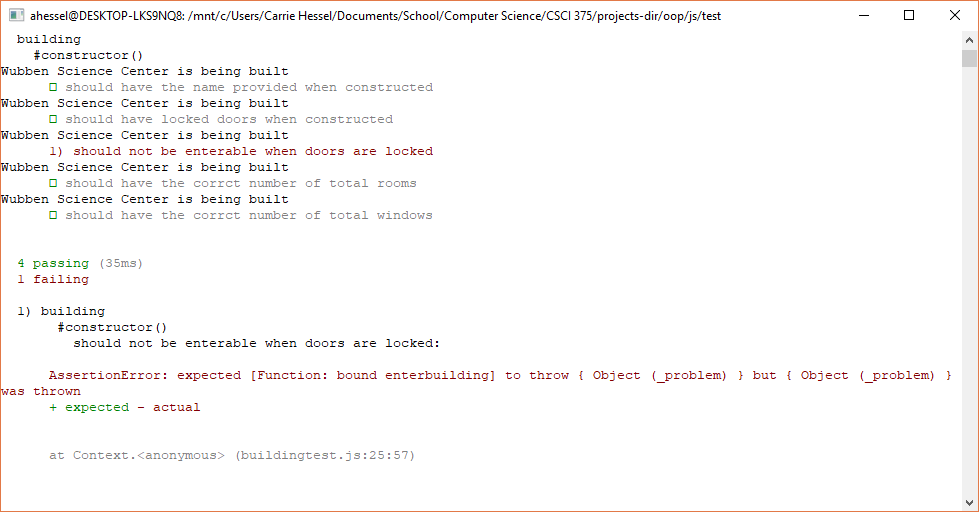 ahessel@DESKTOP-LKS9NQ8: /mnt/c/Users/Carrie Hessel/Documents/School/Computer Science/CSCI 375/projects-dir/oop/js/test
building
#constructor()
Wubben Science Center is being built
should have the name provided when constructed
Wubben Science Center is being built
should have locked doors when constructed
Wubben Science Center is being built
1) should not be enterable when doors are locked
Wubben Science Center is being built
should have the corrct number of total rooms
Wubben Science Center is being built
should have the corrct number of total windows
4 passing (35ms)
1 failing
1) building
#constructor()
should not be enterable when doors are locked:
AssertionError: expected [Function: bound enterbuilding] to throw { Object (_problem) } but { Object (_problem) }
was thrown
+ expected - actual
at Context.<anonymous> (buildingtest.js:25:57)